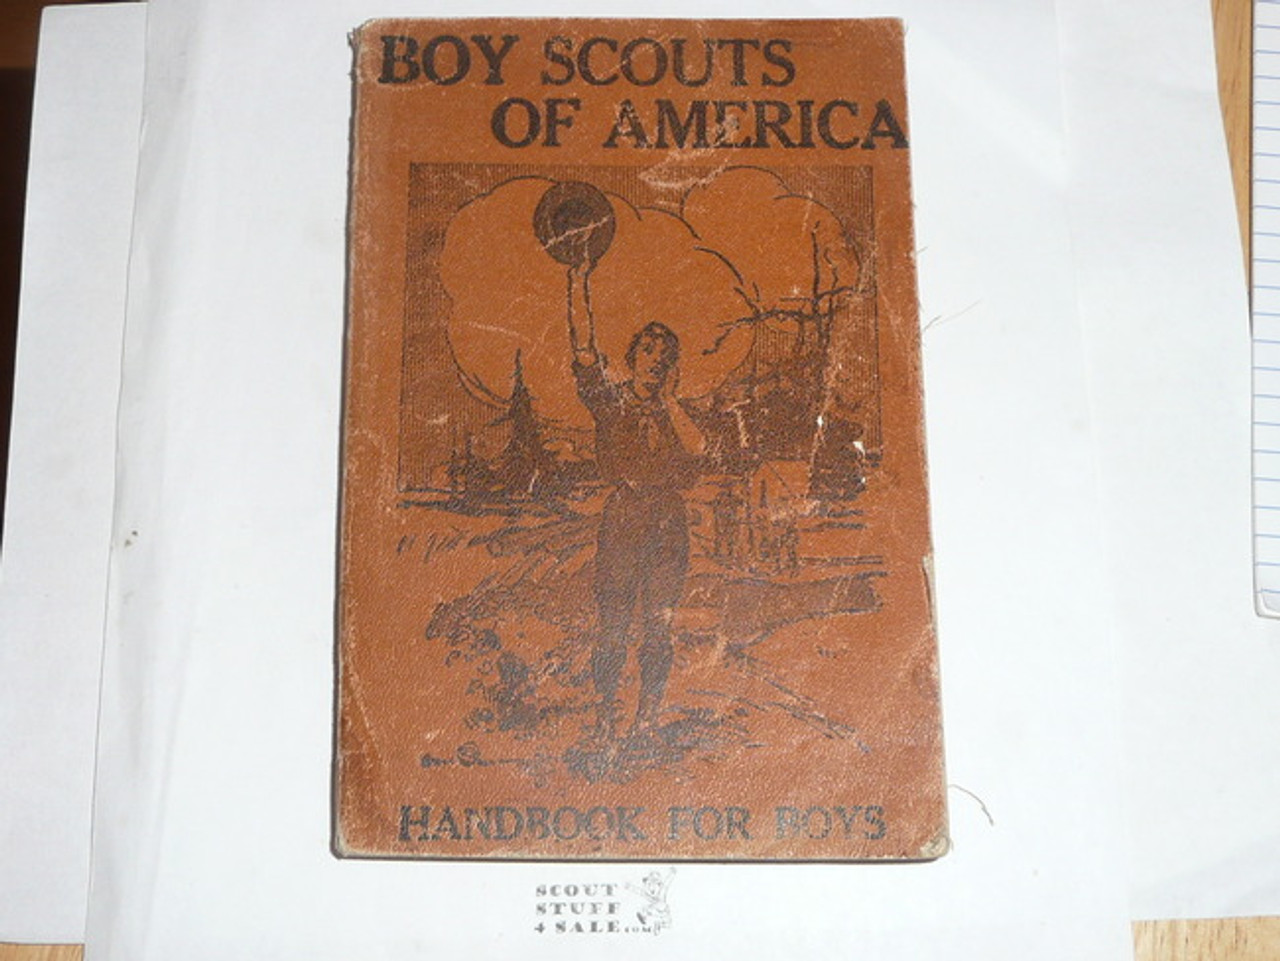 BOY SCOUTS
OF AMERICA
HANDBOOK FOR BOYS
SCOUT
STUFF
4 SALE.COM